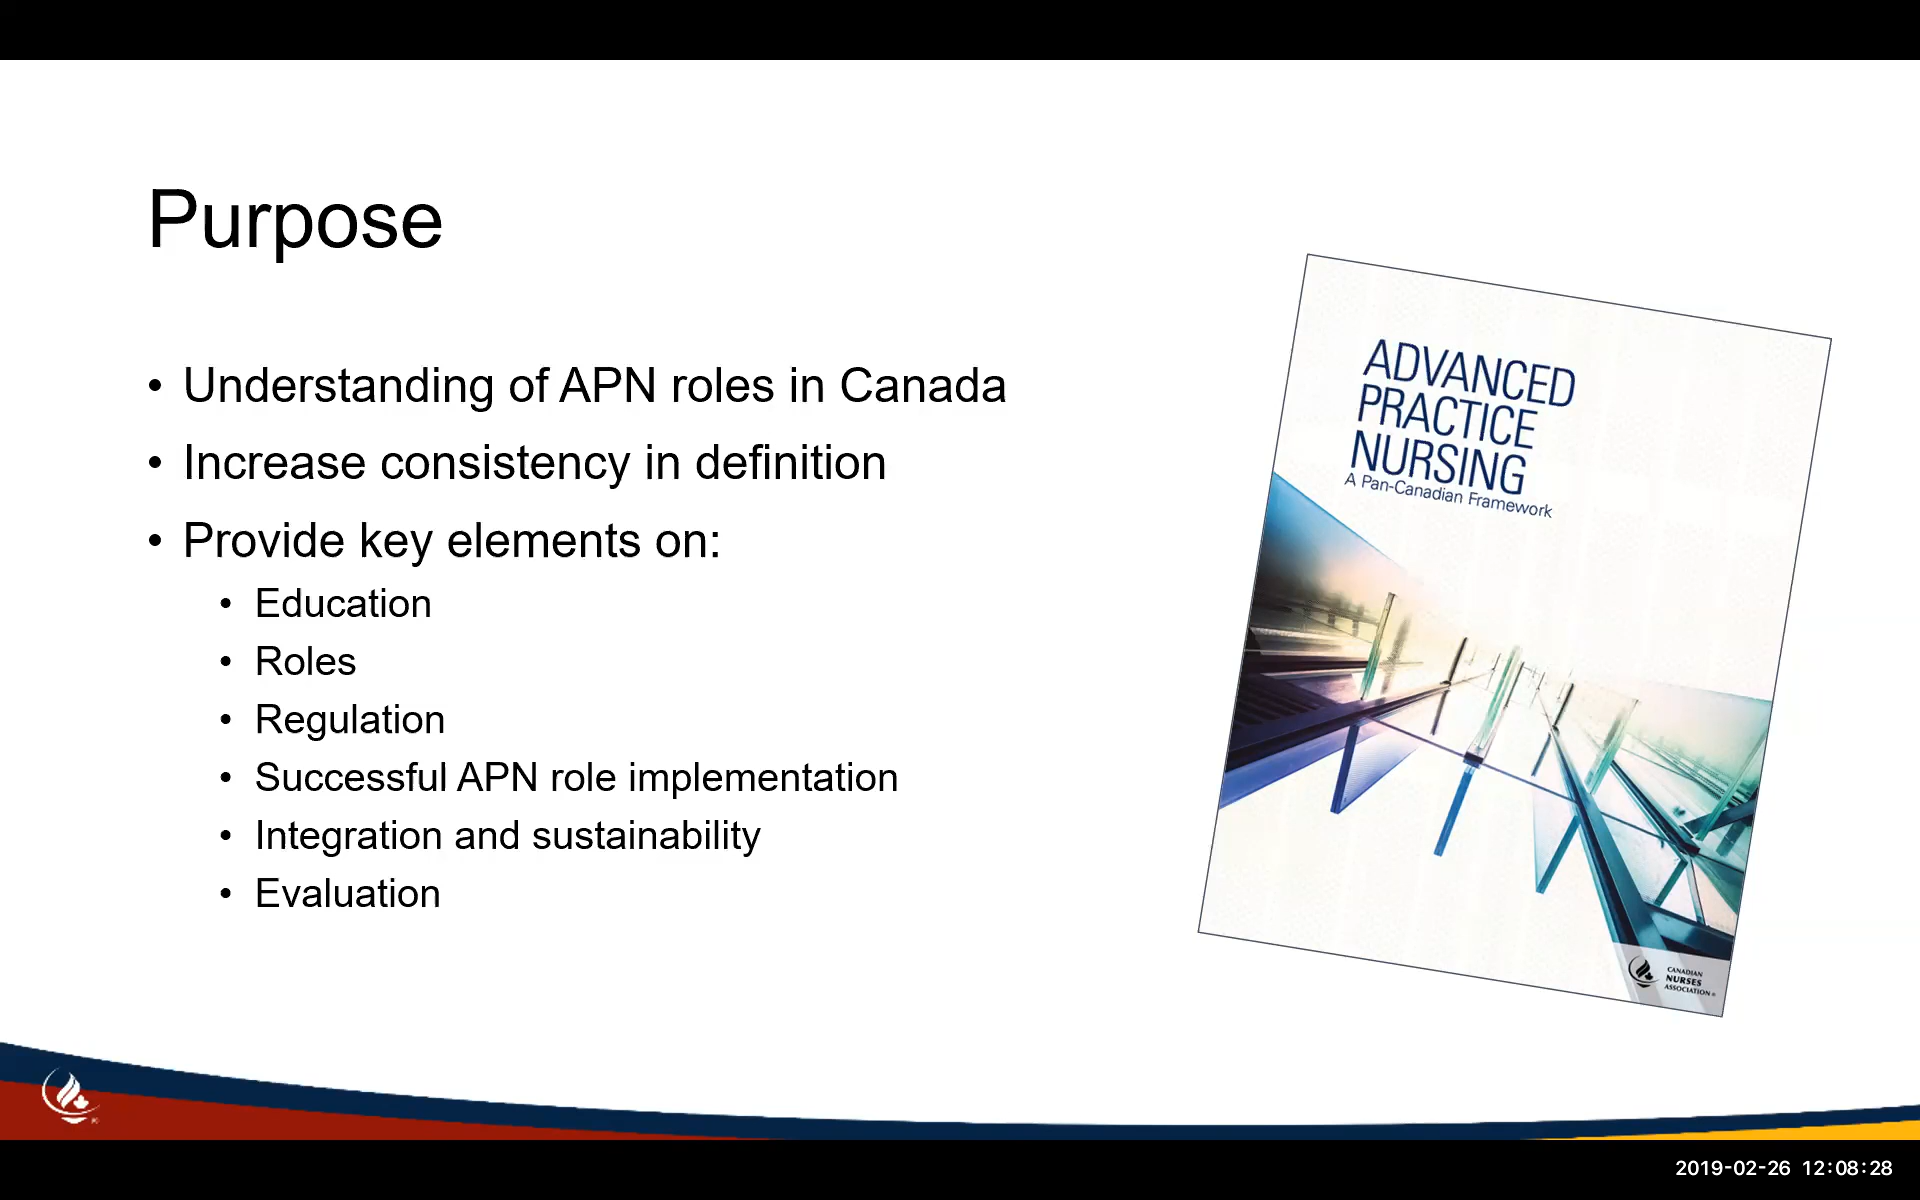 Purpose
• Understanding of APN roles in Canada
• Increase consistency in definition
• Provide key elements on:
• Education
• Roles
• Regulation
• Successful APN role implementation
• Integration and sustainability
• Evaluation
ADVANCED
PRACTICE
NURSING
A Pan-Canadian Framework
CANADIAN
NURSES
ASSOCIATION®
®
2019-02-26 12:08:28